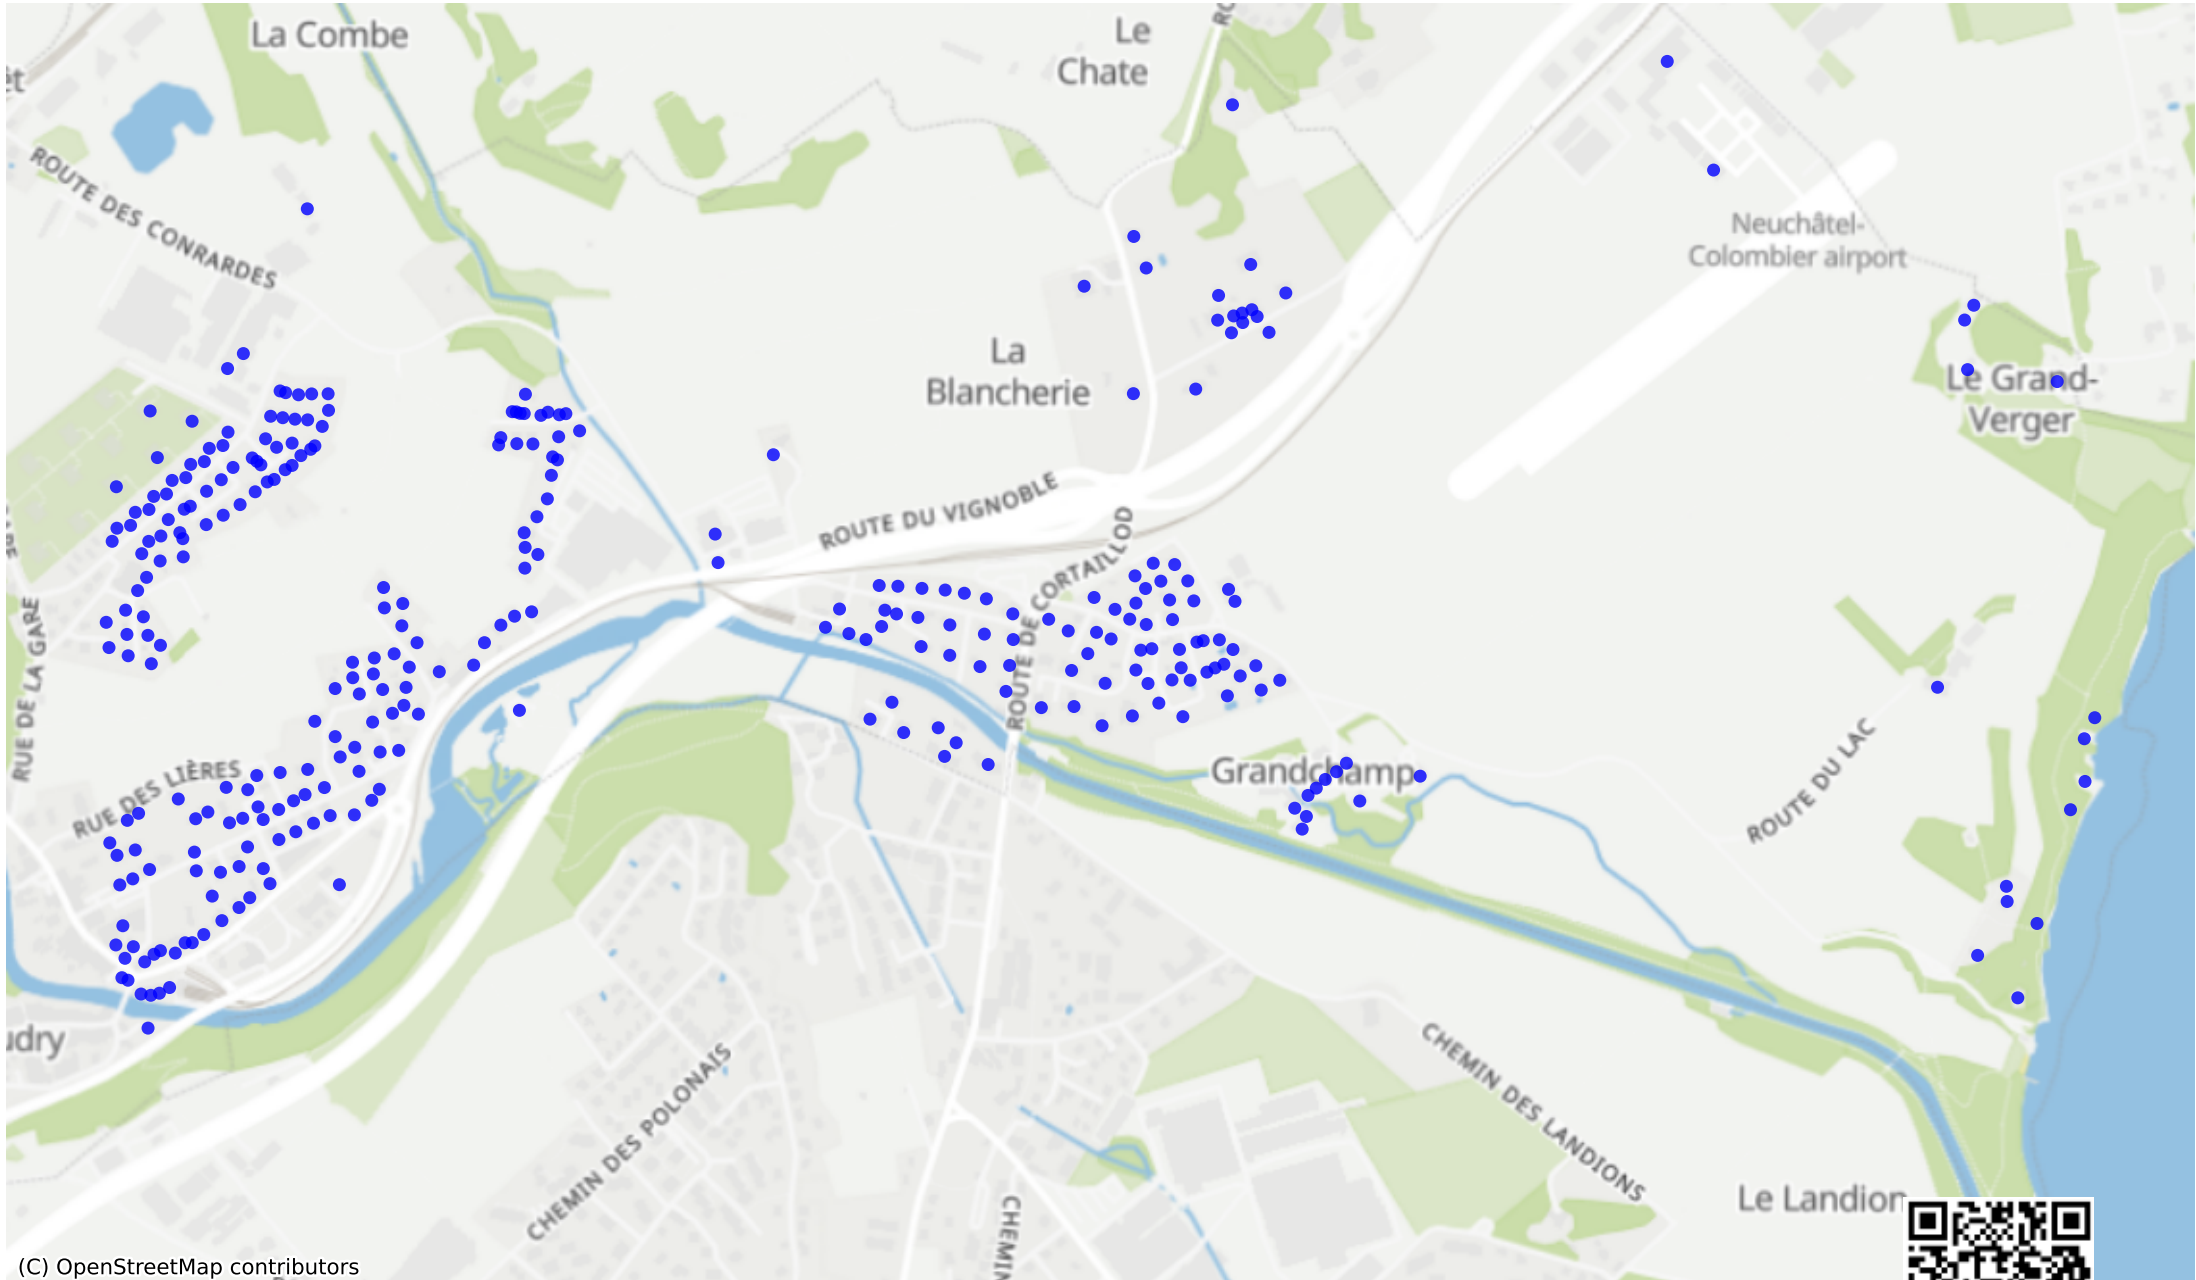 La Combe
Le
Chate
ROUTE DES CONRARDES
Neuchâtel-
Colombier airport
La
Blancherie
Le Grand-
Verger
ROUTE DU VIGNOBLE
ROUTE DE CORTAILLOD
RUE DE LA GARE
RUE DES LIÈRES
Grandchamp
ROUTE DU LAC
udry
CHEMIN DES POLONAIS
CHEMIN DES LANDIONS
CHEMIN
Le Landion
(C) OpenStreetMap contributors